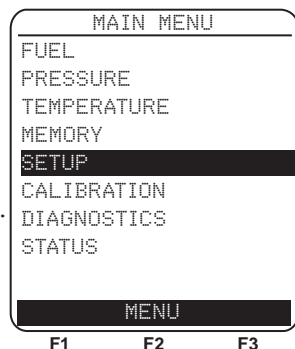 MAIN MENU
FUEL
PRESSURE
TEMPERATURE
MEMORY
SETUP
CALIBRATION
DIAGNOSTICS
STATUS
MENU
F1 F2 F3